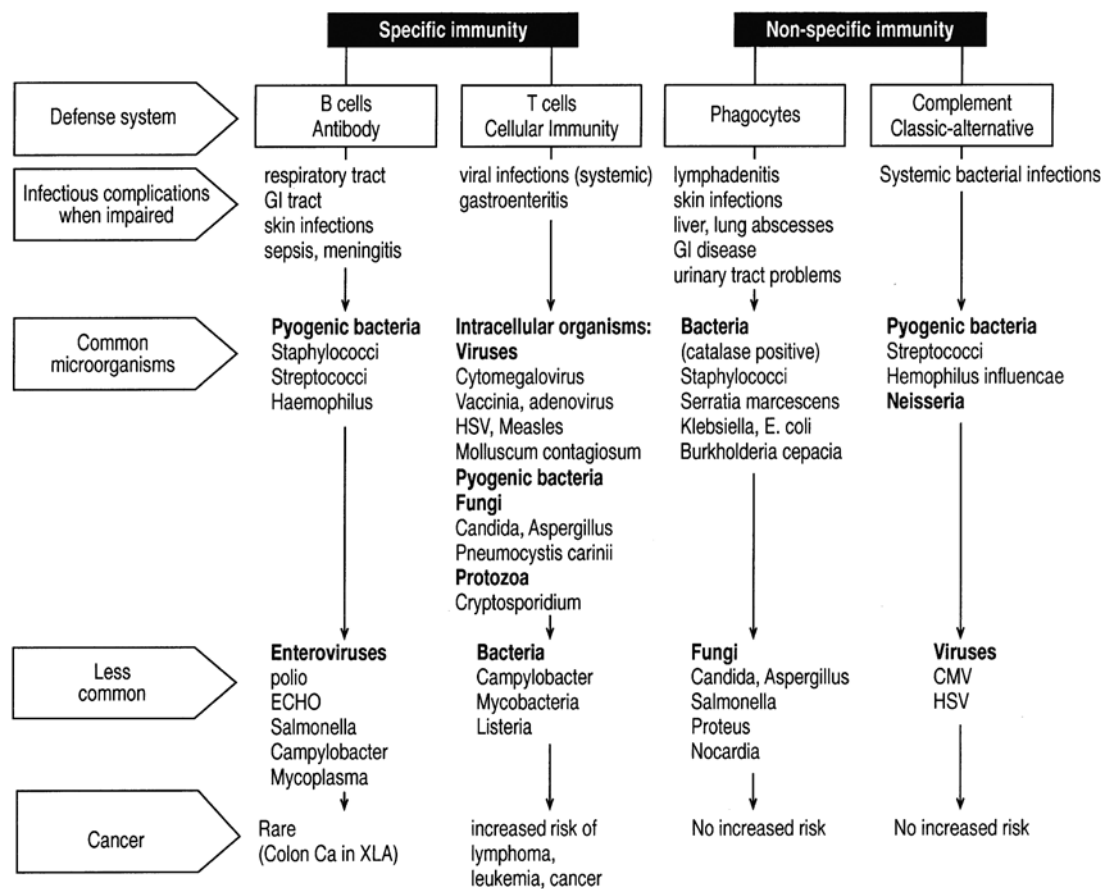 Specific immunity
Non-specific immunity
Defense system
B cells
Antibody
T cells
Cellular Immunity
Phagocytes
Complement
Classic-alternative
Infectious complications
when impaired
respiratory tract
GI tract
skin infections
sepsis, meningitis
viral infections (systemic)
gastroenteritis
lymphadenitis
skin infections
liver, lung abscesses
GI disease
urinary tract problems
Systemic bacterial infections
Common
microorganisms
Pyogenic bacteria
Staphylococci
Streptococci
Haemophilus
Intracellular organisms:
Viruses
Cytomegalovirus
Vaccinia, adenovirus
HSV, Measles
Molluscum contagiosum
Pyogenic bacteria
Fungi
Candida, Aspergillus
Pneumocystis carinii
Protozoa
Cryptosporidium
Bacteria
(catalase positive)
Staphylococci
Serratia marcescens
Klebsiella, E. coli
Burkholderia cepacia
Pyogenic bacteria
Streptococci
Hemophilus influencae
Neisseria
Less
common
Enteroviruses
polio
ECHO
Salmonella
Campylobacter
Mycoplasma
Bacteria
Campylobacter
Mycobacteria
Listeria
Fungi
Candida, Aspergillus
Salmonella
Proteus
Nocardia
Viruses
CMV
HSV
Cancer
Rare
(Colon Ca in XLA)
increased risk of
lymphoma,
leukemia, cancer
No increased risk
No increased risk